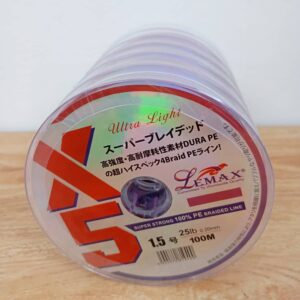 Ultra Light
スーパーブレイデッド
高強度・高耐摩耗性素材DURA PE
の超ハイスペック4Braid PEライン!
X5
LEMAX
SUPER STRONG 100% PE BRAIDED LINE
1.5号
25lb 0.20mm
100M